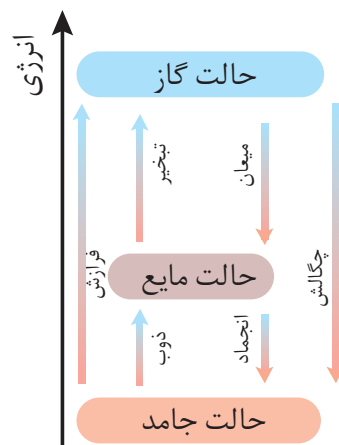 انرژی
حالت گاز
تبخیر
میعان
فرازش
چگالش
حالت مایع
ذوب
انجماد
حالت جامد